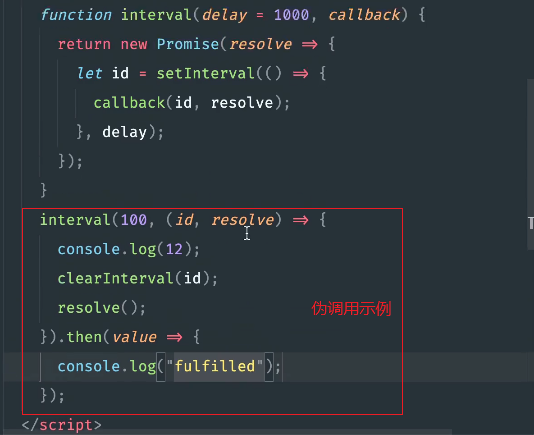 function interval(delay = 1000, callback) {
return new Promise(resolve => {
let id = setInterval(() => {
callback(id, resolve);
}, delay);
});
}
interval(100, (id, resolve) => {
console.log(12);
clearInterval(id);
resolve();
伪调用示例
}).then(value => {
console.log("fulfilled");
});
</script>